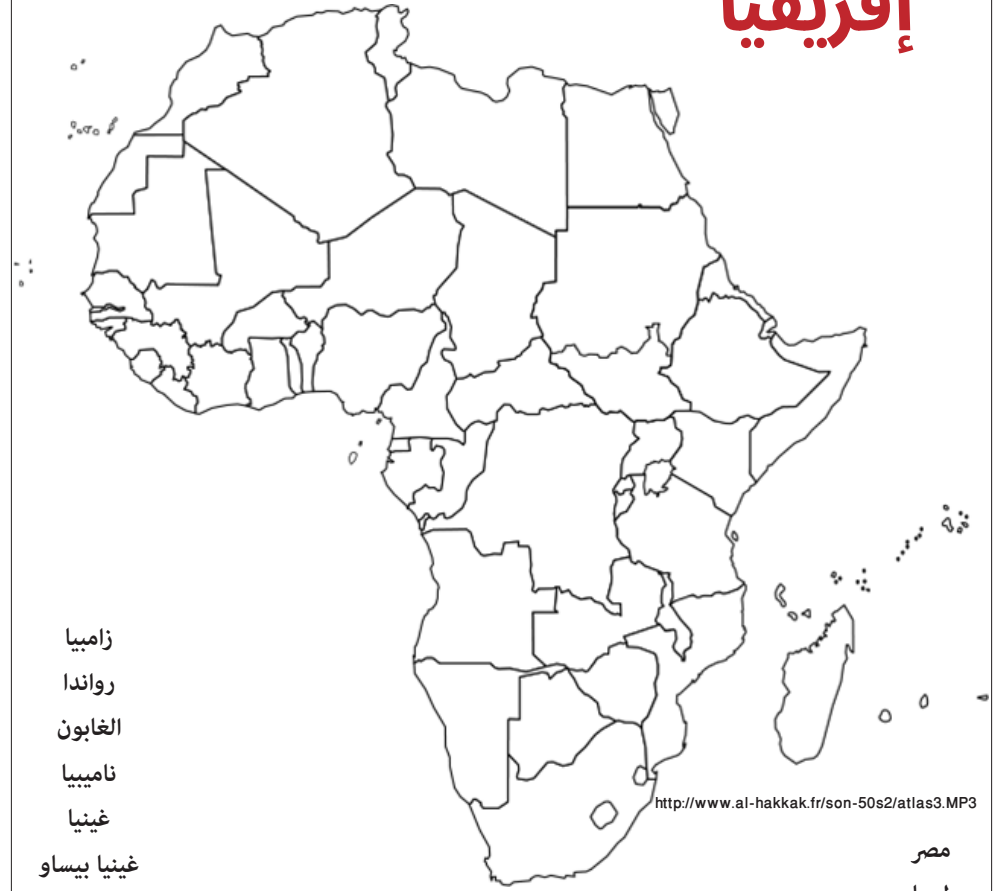 إفريقيا
زامبيا
رواندا
الغابون
ناميبيا
غينيا
غينيا بيساو
http://www.al-hakkak.fr/son-50s2/atlas3.MP3
مصر